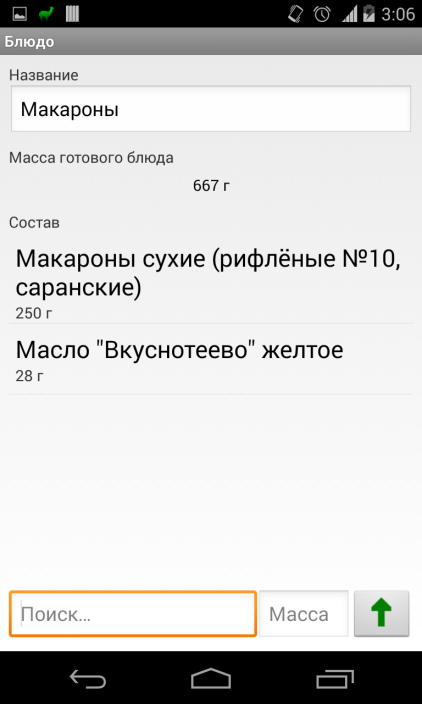 3:06
Блюдо
Название
Макароны
Масса готового блюда
667 г
Состав
Макароны сухие (рифлёные №10,
саранские)
250 г
Масло "Вкуснотеево" желтое
28 г
Поиск... Масса